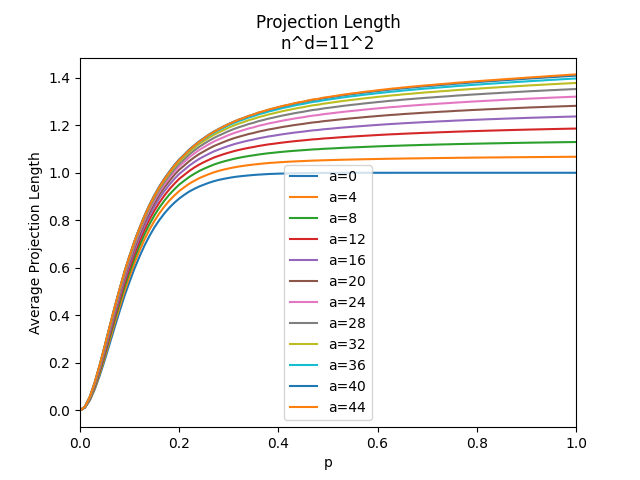 Projection Length
n^d=11^2
Average Projection Length
1.4
1.2
1.0
0.8
0.6
0.4
0.2
0.0
a=0
a=4
a=8
a=12
a=16
a=20
a=24
a=28
a=32
a=36
a=40
a=44
0.0 0.2 0.4 0.6 0.8 1.0
p